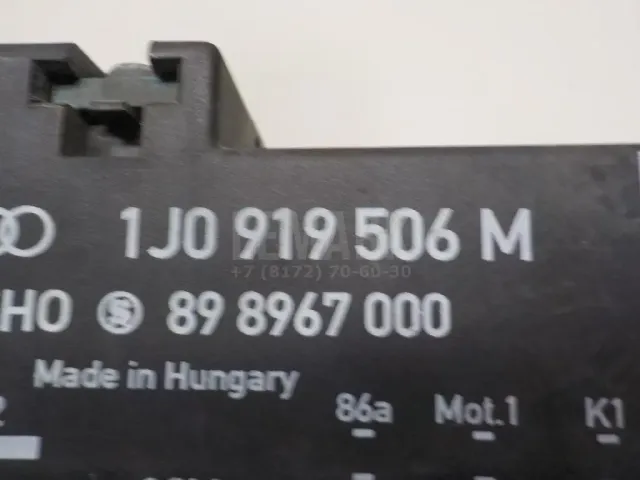 1J0 919 506 M
+7 (8172) 70-60-30
HO S 89 8967 000
Made in Hungary
86a Mot.1 K1